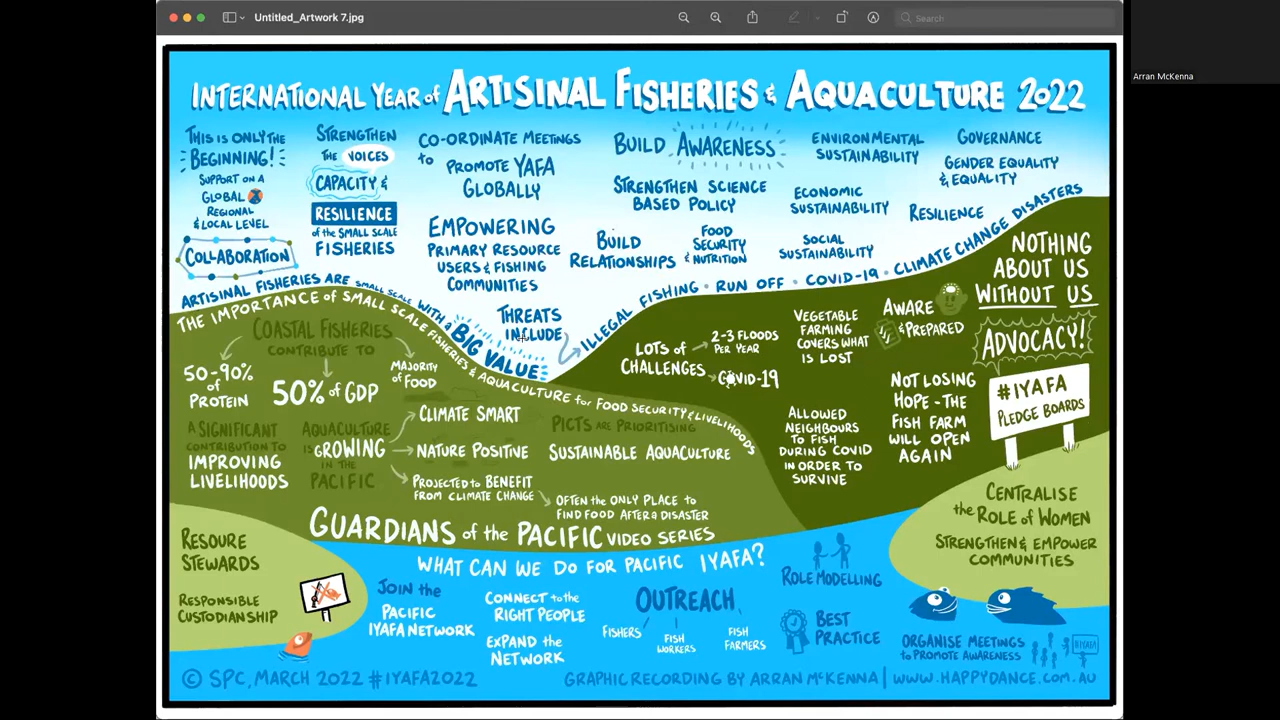 Untitled_Artwork 7.jpg
Search
Arran McKenna
INTERNATIONAL YEAR of ARTISINAL FISHERIES & AQUACULTURE 2022
THIS IS ONLY THE
BEGINNING!
SUPPORT ON A
GLOBAL
REGIONAL
& LOCAL LEVEL
COLLABORATION
STRENGTHEN
THE VOICES
CAPACITY &
RESILIENCE
of the SMALL SCALE
FISHERIES
CO-ORDINATE MEETINGS
to PROMOTE YAFA
GLOBALLY
EMPOWERING
PRIMARY RESOURCE
USERS & FISHING
COMMUNITIES
BUILD AWARENESS
STRENGTHEN SCIENCE
BASED POLICY
BUILD
RELATIONSHIPS
FOOD
SECURITY
& NUTRITION
ENVIRONMENTAL
SUSTAINABILITY
ECONOMIC
SUSTAINABILITY
SOCIAL
SUSTAINABILITY
GOVERNANCE
GENDER EQUALITY
& EQUALITY
RESILIENCE
ARTISINAL FISHERIES ARE SMALL SCALE WITH a BIG VALUE
THREATS
INCLUDE
ILLEGAL FISHING · RUN OFF · COVID-19 · CLIMATE CHANGE DISASTERS
THE IMPORTANCE of SMALL SCALE FISHERIES & AQUACULTURE for FOOD SECURITY & LIVELIHOODS
COASTAL FISHERIES
CONTRIBUTE TO
50-90%
of
PROTEIN
50% of GDP
MAJORITY
of FOOD
A SIGNIFICANT
CONTRIBUTION TO
IMPROVING
LIVELIHOODS
AQUACULTURE
IS GROWING
IN THE
PACIFIC
CLIMATE SMART
NATURE POSITIVE
PROJECTED to BENEFIT
FROM CLIMATE CHANGE
OFTEN the ONLY PLACE to
FIND FOOD AFTER a DISASTER
PICTS ARE PRIORITISING
SUSTAINABLE AQUACULTURE
GUARDIANS of the PACIFIC VIDEO SERIES
LOTS of
CHALLENGES
2-3 FLOODS
PER YEAR
COVID-19
VEGETABLE
FARMING
COVERS WHAT
IS LOST
AWARE
& PREPARED
ALLOWED
NEIGHBOURS
TO FISH
DURING COVID
IN ORDER TO
SURVIVE
NOT LOSING
HOPE - THE
FISH FARM
WILL OPEN
AGAIN
NOTHING
ABOUT US
WITHOUT US
ADVOCACY!
#IYAFA
PLEDGE BOARDS
CENTRALISE
the ROLE of WOMEN
STRENGTHEN & EMPOWER
COMMUNITIES
RESOURE
STEWARDS
RESPONSIBLE
CUSTODIANSHIP
WHAT CAN WE DO FOR PACIFIC IYAFA?
JOIN the
PACIFIC
IYAFA NETWORK
CONNECT to the
RIGHT PEOPLE
EXPAND the
NETWORK
OUTREACH
FISHERS
FISH
WORKERS
FISH
FARMERS
ROLE MODELLING
BEST
PRACTICE
ORGANISE MEETINGS
to PROMOTE AWARENESS
#IYAFA
© SPC, MARCH 2022 #IYAFA2022
GRAPHIC RECORDING BY ARRAN McKENNA | WWW.HAPPYDANCE.COM.AU